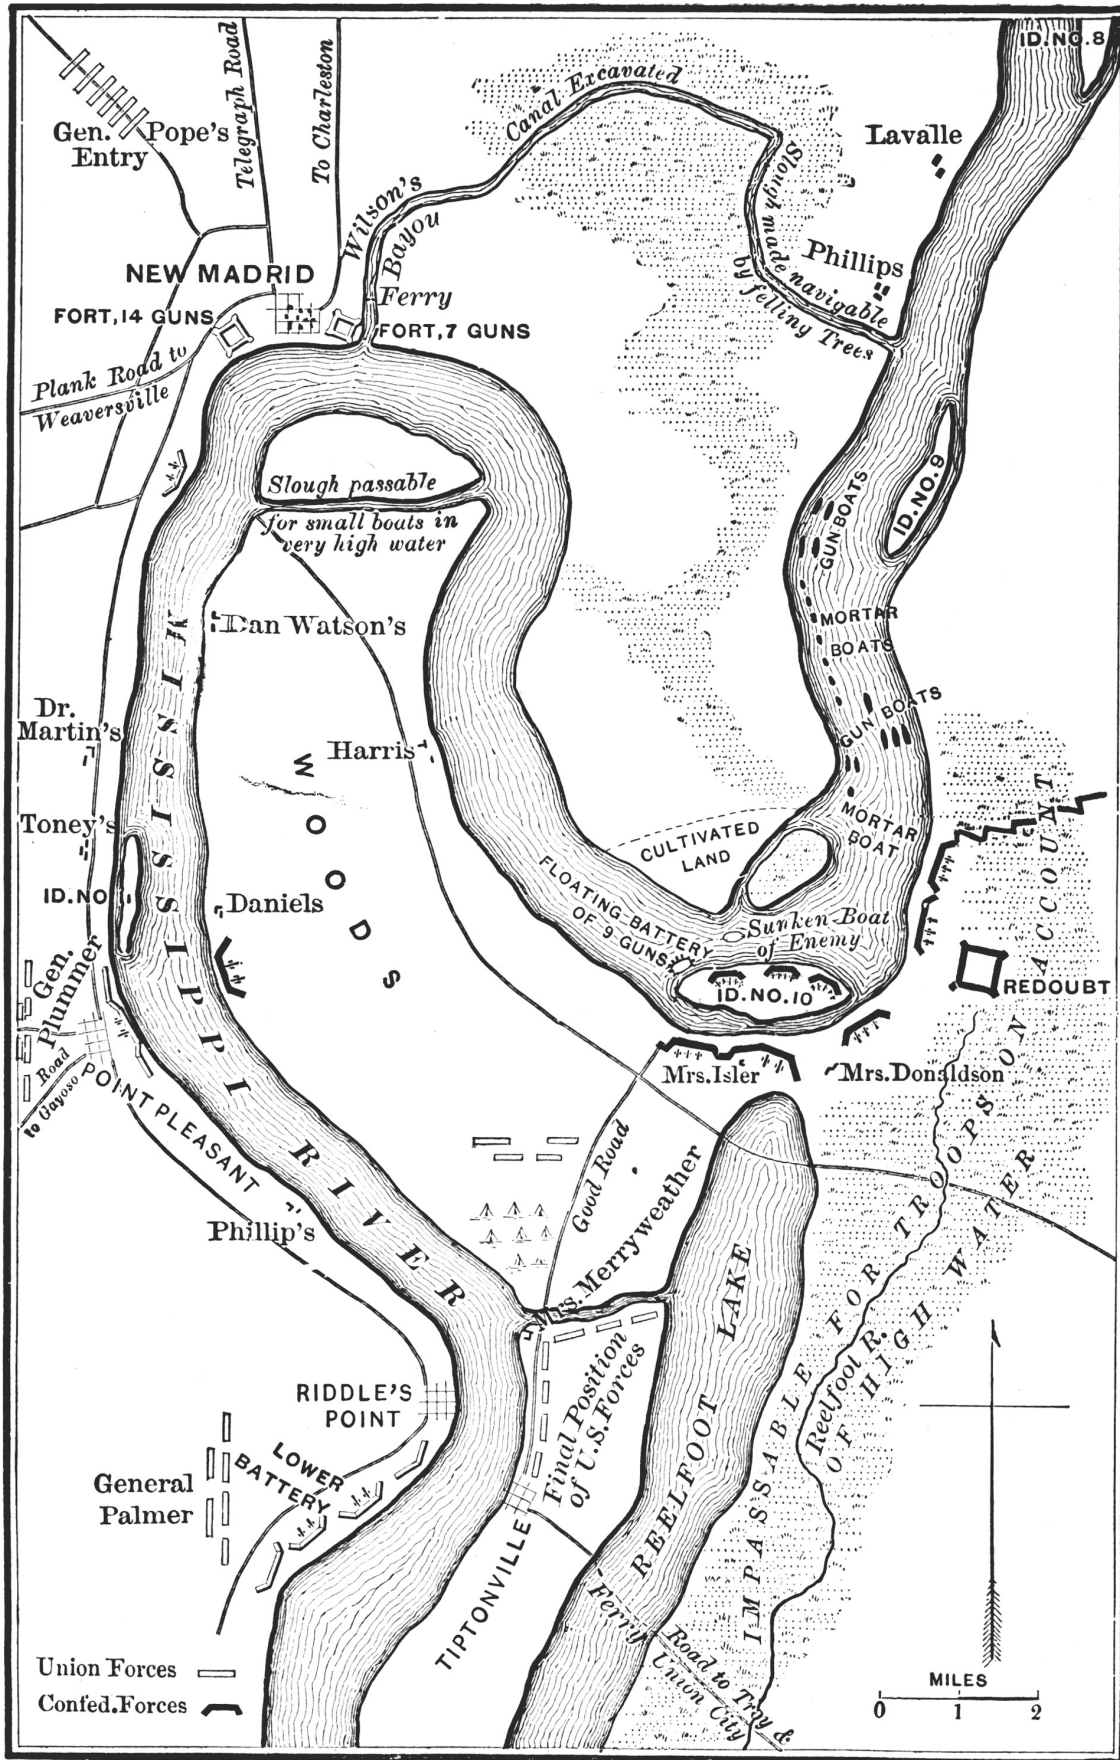 ID. NO. 8
Telegraph Road
To Charleston
Canal Excavated
Gen. Pope's
Entry
Lavalle
Slough made navigable
by felling Trees
Wilson's
Bayou
Phillips
NEW MADRID
Ferry
FORT, 14 GUNS
FORT, 7 GUNS
Plank Road to
Weaversville
Slough passable
for small boats in
very high water
ID. NO. 9
GUN BOATS
Dan Watson's
MORTAR
BOATS
Dr.
Martin's
GUN BOATS
Harris
WOODS
MISSISSIPPI RIVER
Toney's
CULTIVATED
LAND
MORTAR
BOAT
ID. NO
Daniels
FLOATING BATTERY
OF 9 GUNS
Sunken Boat
of Enemy
Gen.
Plummer
ID. NO. 10
REDOUBT
Road
to Gayoso
POINT PLEASANT
Mrs. Isler
Mrs. Donaldson
Good Road
Phillip's
Mrs. Merryweather
IMPASSABLE FOR TROOPS ON ACCOUNT
OF HIGH WATER
Reelfoot R.
REELFOOT LAKE
RIDDLE'S
POINT
Final Position
of U.S. Forces
LOWER
BATTERY
General
Palmer
TIPTONVILLE
Ferry
Road to Troy &
Union City
Union Forces
Confed. Forces
MILES
0 1 2